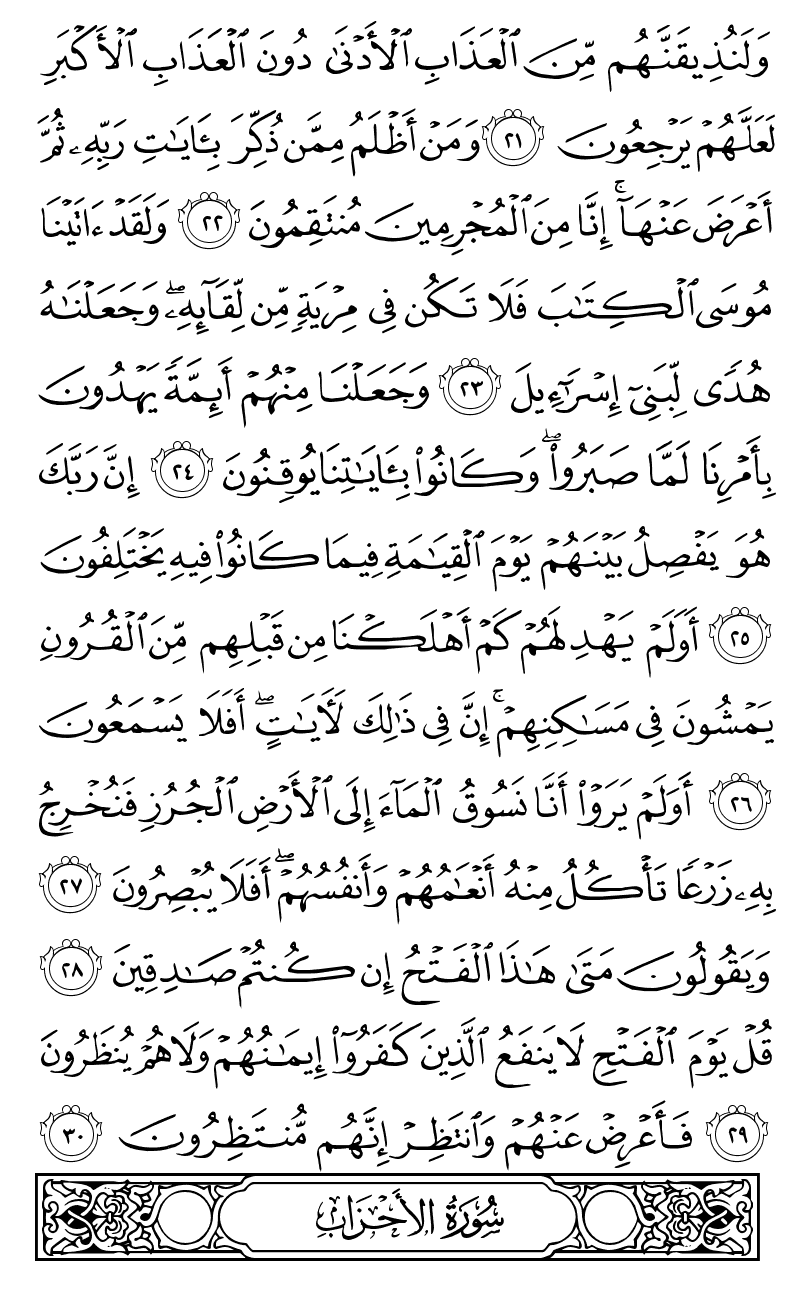 وَلَنُذِيقَنَّهُم مِّنَ ٱلْعَذَابِ ٱلْأَدْنَىٰ دُونَ ٱلْعَذَابِ ٱلْأَكْبَرِ
لَعَلَّهُمْ يَرْجِعُونَ ٢١ وَمَنْ أَظْلَمُ مِمَّن ذُكِّرَ بِـَٔايَٰتِ رَبِّهِۦ ثُمَّ
أَعْرَضَ عَنْهَآ ۚ إِنَّا مِنَ ٱلْمُجْرِمِينَ مُنتَقِمُونَ ٢٢ وَلَقَدْ ءَاتَيْنَا
مُوسَى ٱلْكِتَٰبَ فَلَا تَكُن فِى مِرْيَةٍ مِّن لِّقَآئِهِۦ ۖ وَجَعَلْنَٰهُ
هُدًى لِّبَنِىٓ إِسْرَٰٓءِيلَ ٢٣ وَجَعَلْنَا مِنْهُمْ أَئِمَّةً يَهْدُونَ
بِأَمْرِنَا لَمَّا صَبَرُوا۟ ۖ وَكَانُوا۟ بِـَٔايَٰتِنَا يُوقِنُونَ ٢٤ إِنَّ رَبَّكَ
هُوَ يَفْصِلُ بَيْنَهُمْ يَوْمَ ٱلْقِيَٰمَةِ فِيمَا كَانُوا۟ فِيهِ يَخْتَلِفُونَ
٢٥ أَوَلَمْ يَهْدِ لَهُمْ كَمْ أَهْلَكْنَا مِن قَبْلِهِم مِّنَ ٱلْقُرُونِ
يَمْشُونَ فِى مَسَٰكِنِهِمْ ۚ إِنَّ فِى ذَٰلِكَ لَـَٔايَٰتٍ ۖ أَفَلَا يَسْمَعُونَ
٢٦ أَوَلَمْ يَرَوْا۟ أَنَّا نَسُوقُ ٱلْمَآءَ إِلَى ٱلْأَرْضِ ٱلْجُرُزِ فَنُخْرِجُ
بِهِۦ زَرْعًا تَأْكُلُ مِنْهُ أَنْعَٰمُهُمْ وَأَنفُسُهُمْ ۖ أَفَلَا يُبْصِرُونَ ٢٧
وَيَقُولُونَ مَتَىٰ هَٰذَا ٱلْفَتْحُ إِن كُنتُمْ صَٰدِقِينَ ٢٨
قُلْ يَوْمَ ٱلْفَتْحِ لَا يَنفَعُ ٱلَّذِينَ كَفَرُوٓا۟ إِيمَٰنُهُمْ وَلَا هُمْ يُنظَرُونَ
٢٩ فَأَعْرِضْ عَنْهُمْ وَٱنتَظِرْ إِنَّهُم مُّنتَظِرُونَ ٣٠
سُورَةُ الأَحْزَابِ